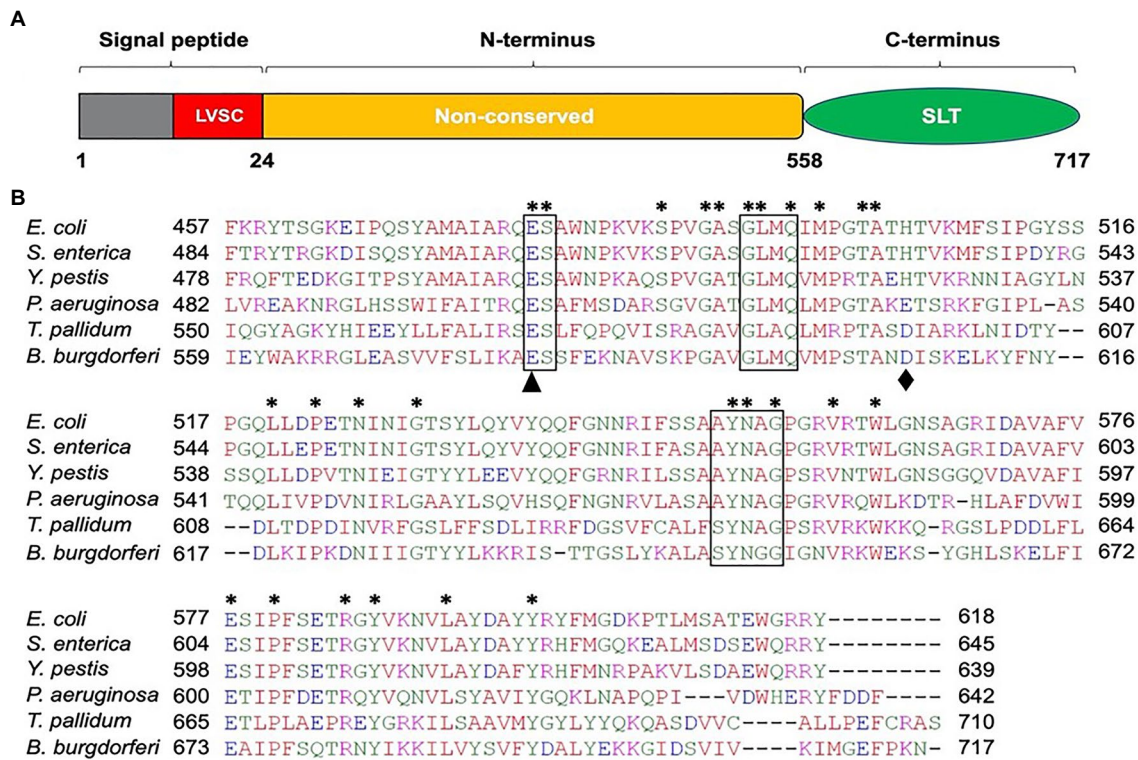 A
Signal peptide N-terminus C-terminus
LVSC Non-conserved SLT
1 24 558 717
B
** * ** ** * * **
E. coli 457 FKRYTSGKEIPQSYAMAIARQESAWNPKVKSPVGASGLMQIMPGTATHTVKMFSIPGYSS 516
S. enterica 484 FTRYTRGKDISQSYAMAIARQESAWNPKVKSPVGASGLMQIMPGTATHTVKMFSIPDYRG 543
Y. pestis 478 FRQFTEDKGITPSYAMAIARQESAWNPKAQSPVGASGLMQVMPRTAEHTVKRNNIAGYLN 537
P. aeruginosa 482 LVREAKNRGLHSSWIFAITRQESAFMSDARSGVGATGLMQLMPGTAKETSRKFGIPL-AS 540
T. pallidum 550 IQGYAGKYHIEEYLLFALIRSESLFQPQVISRAGAVGLAQLMRPTASDIARKLNIDTY-- 607
B. burgdorferi 559 IEYWAKRRGLEASVVFSLIKAESSFEKNAVSKPGAVGLMQVMPSTANDISKELKYFNY-- 616
* * * * ** * * *
E. coli 517 PGQLLDPETNINIGTSYLQYVYQQFGNNRIFSSAAYNAGPGRVRTWLGNSAGRIDAVAFV 576
S. enterica 544 PGQLLEPETNINIGTSYLQYVYQQFGNNRIFSSAAYNAGPGRVRTWLGNSAGRIDAVAFV 603
Y. pestis 538 SSQLLDPVTNIEIGTYYLEEVYQQFGRNRILSSAAYNAGPSRVNTWLGNSGGQVDAVAFI 597
P. aeruginosa 541 TQQLIVPDVNIRLGAAYLSQVHSQFNGNRVLASAAYNAGPGRVRQWLKDTR-HLAFDVWI 599
T. pallidum 608 --DLTDPDINVRFGSLFFSDLIRRFDGSVFCALFSYNAGPSRVRKWKKQ-RGSLPDDLFL 664
B. burgdorferi 617 --DLKIPKDNIIIGTYYLKKRIS-TTGSLYKALASYNGGIGNVRKWEKS-YGHLSKELFI 672
* * * * * *
E. coli 577 ESIPFSETRGYVKNVLAYDAYYRYFMGDKPTLMSATEWGRRY-------- 618
S. enterica 604 ESIPFSETRGYVKNVLAYDAYYRHFMGQKEALMSDSEWQRRY-------- 645
Y. pestis 598 ESIPFSETRGYVKNVLAYDAFYRHFMNRPAKVLSDAEWQRRY-------- 639
P. aeruginosa 600 ETIPFDETRQYVQNVLSYAVIYGQKLNAPQPI---VDWHERYFDDF---- 642
T. pallidum 665 ETLPLAEPREYGRKILSAAVMYGYLYYQKQASDVVC----ALLPEFCRAS 710
B. burgdorferi 673 EAIPFSQTRNYIKKILVYSVFYDALYEKKGIDSVIV----KIMGEFPKN- 717